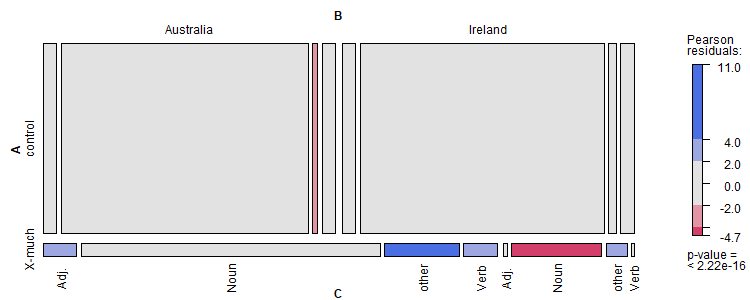 B
Australia Ireland
Pearson
residuals:
11.0
4.0
2.0
0.0
-2.0
-4.7
p-value =
< 2.22e-16
A
control
X-much
Adj. Noun other Verb Adj. Noun other Verb
C